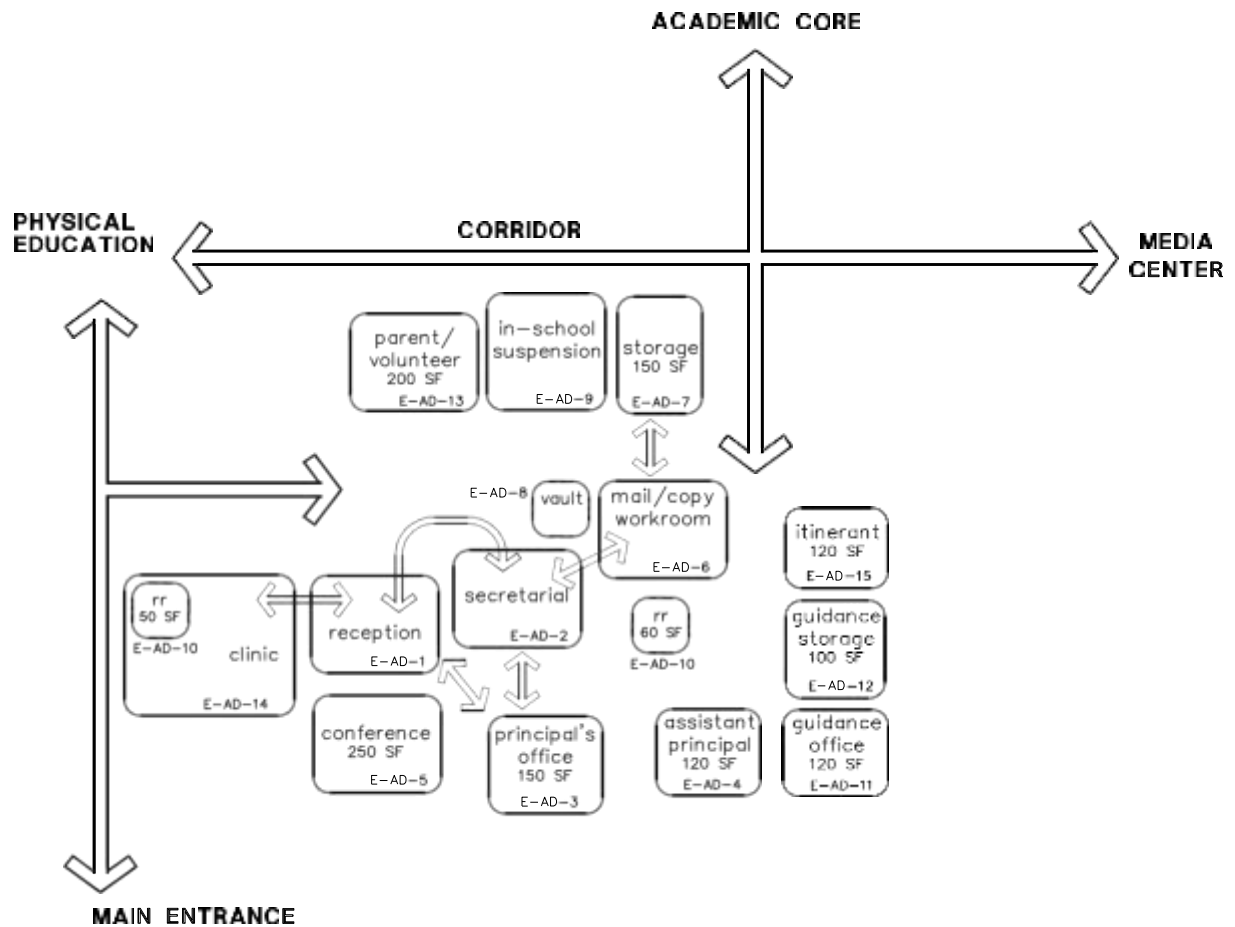 ACADEMIC CORE
PHYSICAL
EDUCATION
CORRIDOR
MEDIA
CENTER
parent/
volunteer
200 SF
E-AD-13
in-school
suspension
E-AD-9
storage
150 SF
E-AD-7
E-AD-8
vault
mail/copy
workroom
E-AD-6
itinerant
120 SF
E-AD-15
rr
50 SF
E-AD-10
clinic
E-AD-14
reception
E-AD-1
secretarial
E-AD-2
rr
60 SF
E-AD-10
guidance
storage
100 SF
E-AD-12
conference
250 SF
E-AD-5
principal's
office
150 SF
E-AD-3
assistant
principal
120 SF
E-AD-4
guidance
office
120 SF
E-AD-11
MAIN ENTRANCE